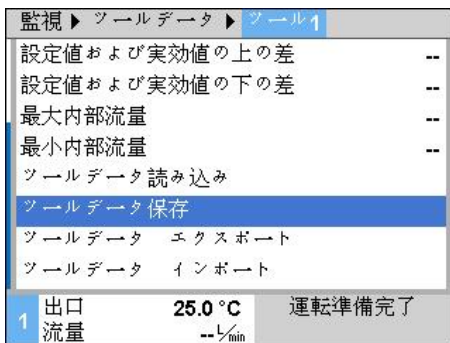 監視 ▶ ツールデータ ▶ ツール1
設定値および実効値の上の差 --
設定値および実効値の下の差 --
最大内部流量 --
最小内部流量 --
ツールデータ読み込み
ツールデータ保存
ツールデータ エクスポート
ツールデータ インポート
1 出口 25.0 °C 運転準備完了
流量 -- L/min